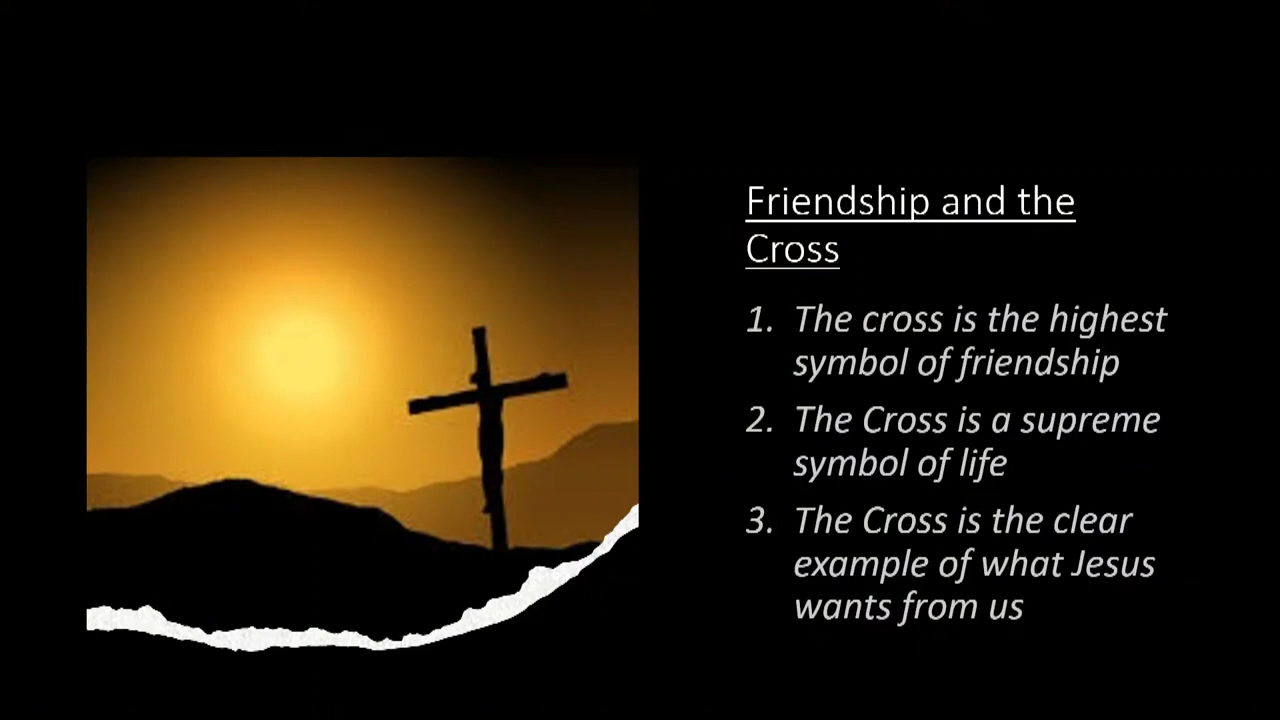 Friendship and the
Cross
1. The cross is the highest
symbol of friendship
2. The Cross is a supreme
symbol of life
3. The Cross is the clear
example of what Jesus
wants from us